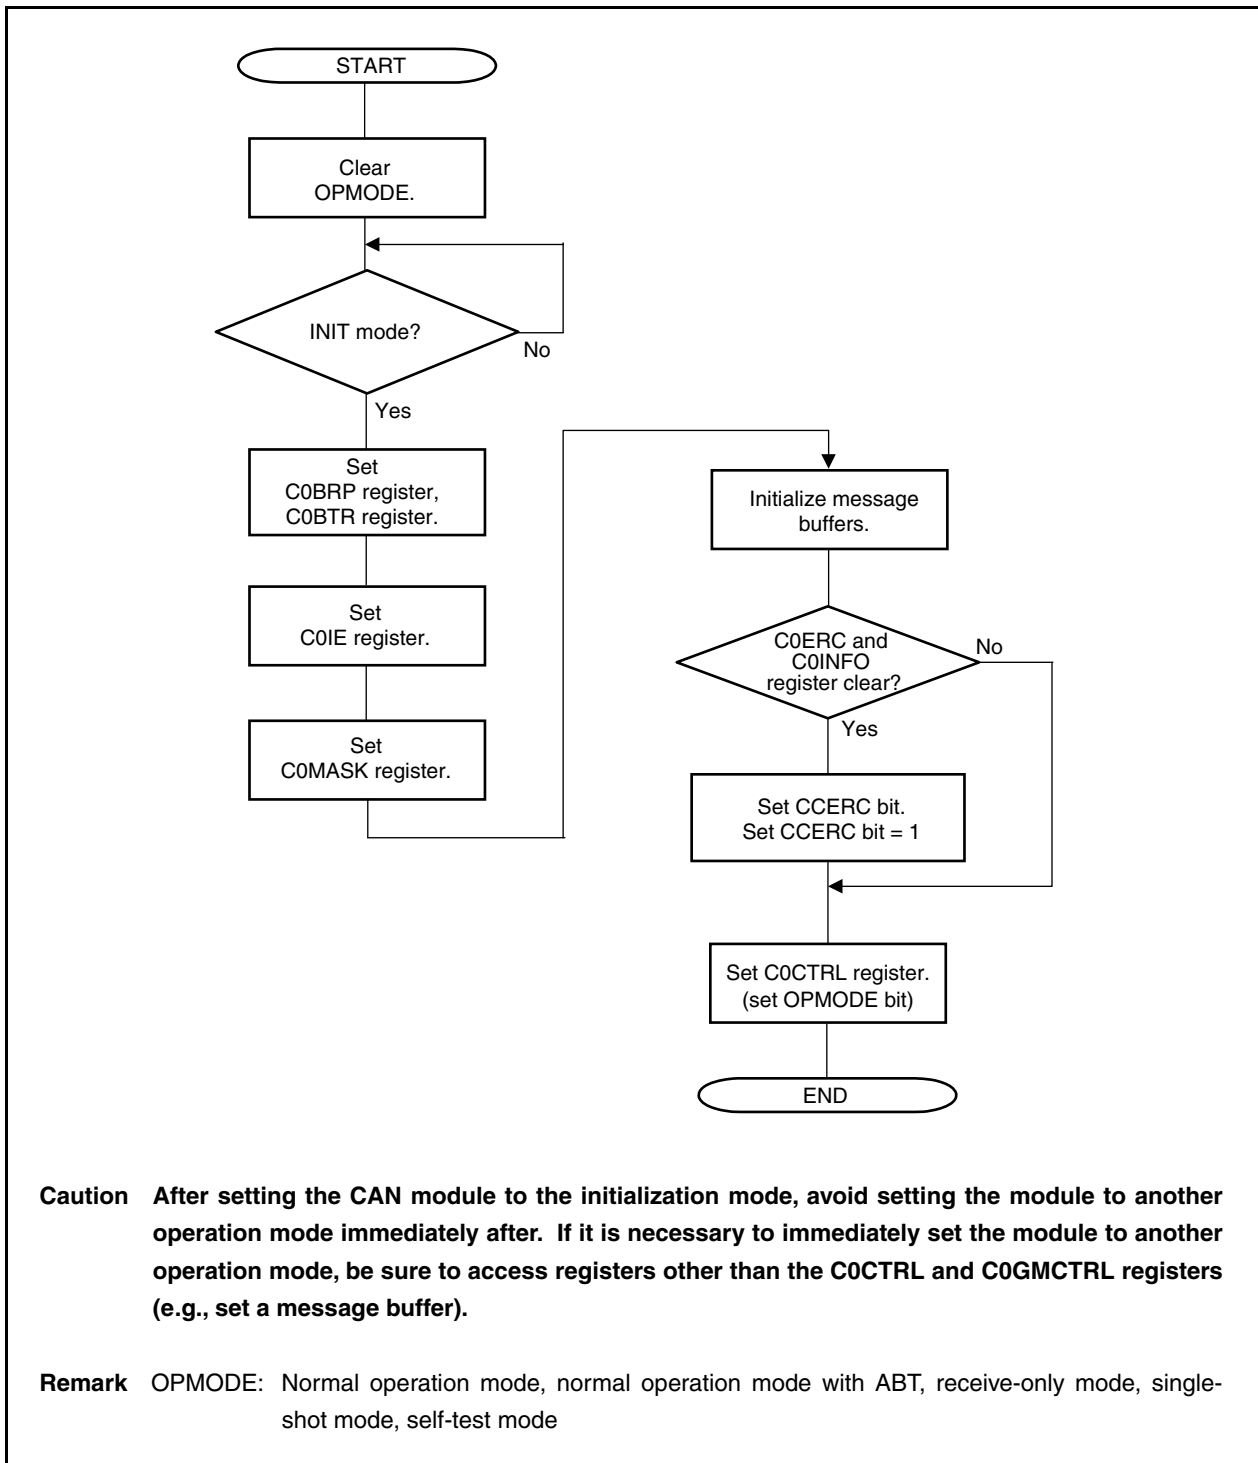 START
Clear
OPMODE.
INIT mode?
No
Yes
Set
C0BRP register,
C0BTR register.
Set
C0IE register.
Set
C0MASK register.
Initialize message
buffers.
C0ERC and
C0INFO
register clear?
No
Yes
Set CCERC bit.
Set CCERC bit = 1
Set C0CTRL register.
(set OPMODE bit)
END
Caution After setting the CAN module to the initialization mode, avoid setting the module to another
operation mode immediately after. If it is necessary to immediately set the module to another
operation mode, be sure to access registers other than the C0CTRL and C0GMCTRL registers
(e.g., set a message buffer).
Remark OPMODE: Normal operation mode, normal operation mode with ABT, receive-only mode, single-
shot mode, self-test mode